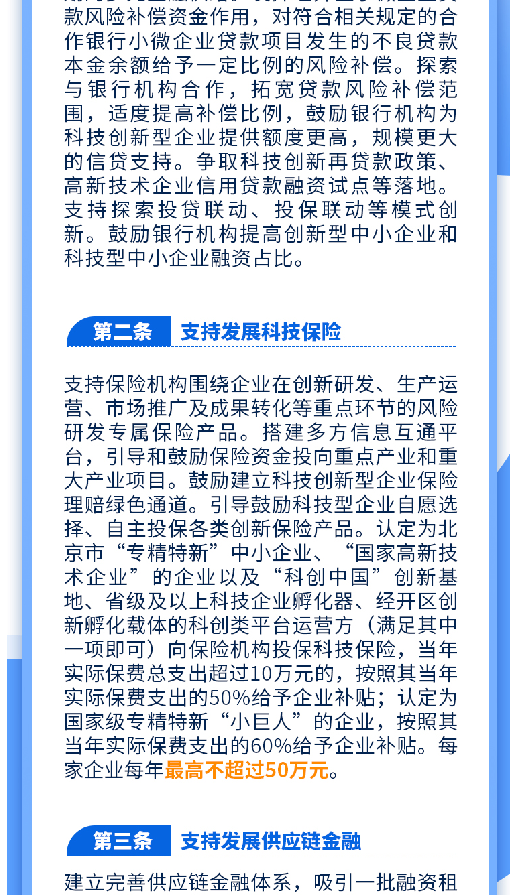 款风险补偿资金作用，对符合相关规定的合
作银行小微企业贷款项目发生的不良贷款
本金余额给予一定比例的风险补偿。探索
与银行机构合作，拓宽贷款风险补偿范
围，适度提高补偿比例，鼓励银行机构为
科技创新型企业提供额度更高，规模更大
的信贷支持。争取科技创新再贷款政策、
高新技术企业信用贷款融资试点等落地。
支持探索投贷联动、投保联动等模式创
新。鼓励银行机构提高创新型中小企业和
科技型中小企业融资占比。
第二条 支持发展科技保险
支持保险机构围绕企业在创新研发、生产运
营、市场推广及成果转化等重点环节的风险
研发专属保险产品。搭建多方信息互通平
台，引导和鼓励保险资金投向重点产业和重
大产业项目。鼓励建立科技创新型企业保险
理赔绿色通道。引导鼓励科技型企业自愿选
择、自主投保各类创新保险产品。认定为北
京市“专精特新”中小企业、“国家高新技
术企业”的企业以及“科创中国”创新基
地、省级及以上科技企业孵化器、经开区创
新孵化载体的科创类平台运营方（满足其中
一项即可）向保险机构投保科技保险，当年
实际保费总支出超过10万元的，按照其当年
实际保费支出的50%给予企业补贴；认定为
国家级专精特新“小巨人”的企业，按照其
当年实际保费支出的60%给予企业补贴。每
家企业每年最高不超过50万元。
第三条 支持发展供应链金融
建立完善供应链金融体系，吸引一批融资租